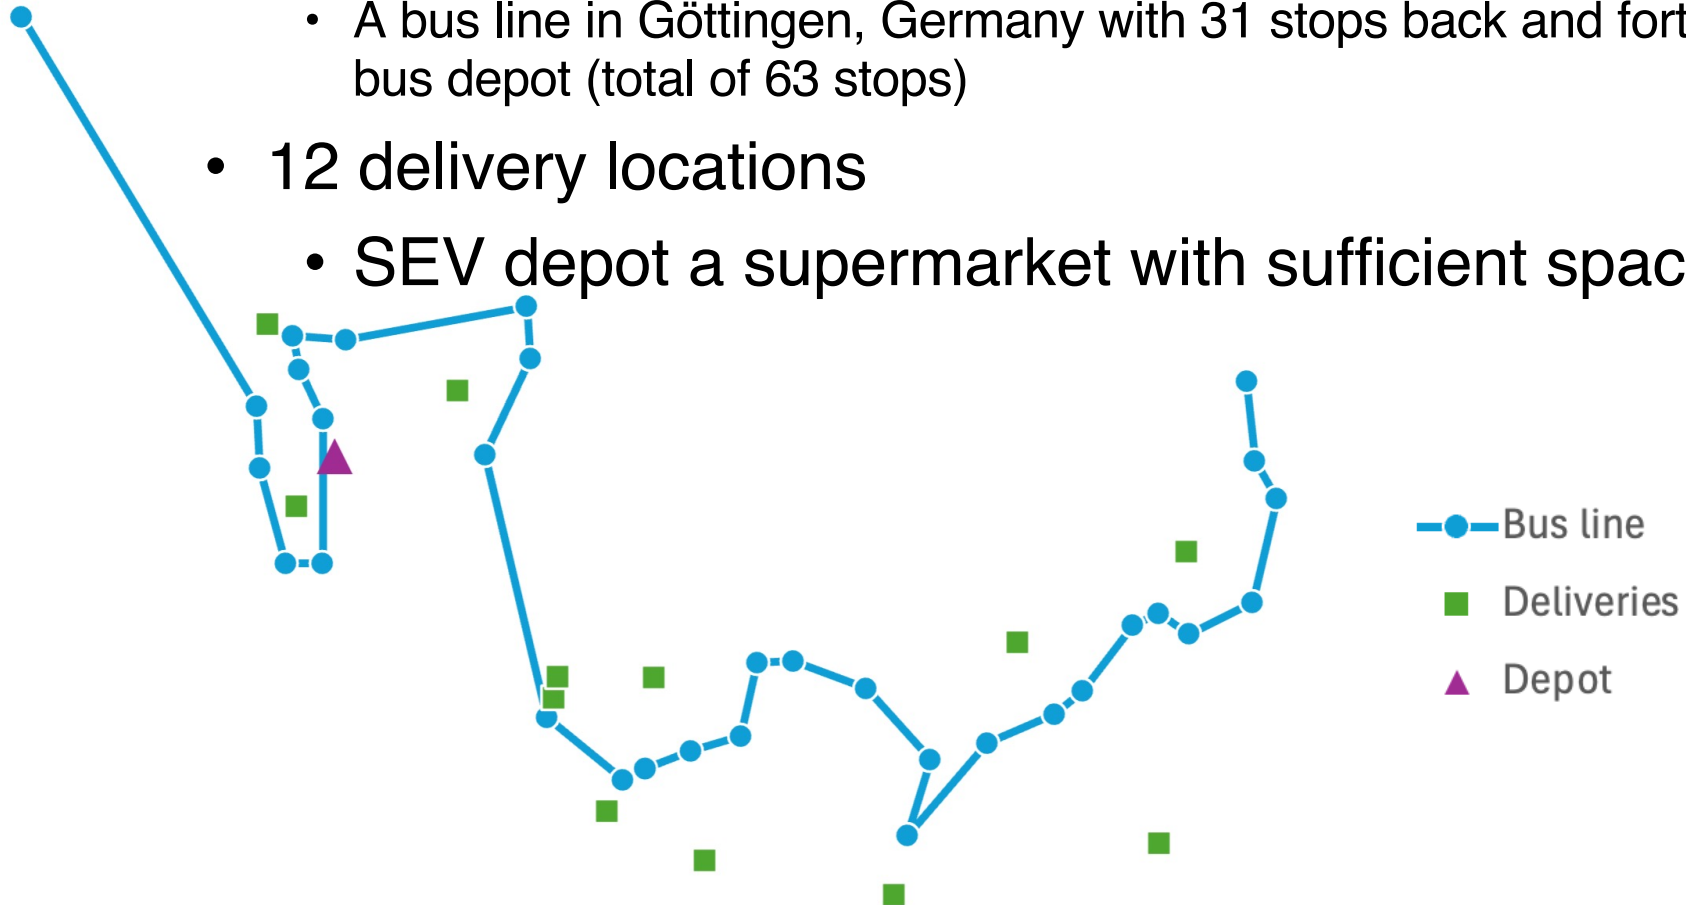 • A bus line in Göttingen, Germany with 31 stops back and fort
bus depot (total of 63 stops)
• 12 delivery locations
• SEV depot a supermarket with sufficient spac
Bus line
Deliveries
Depot